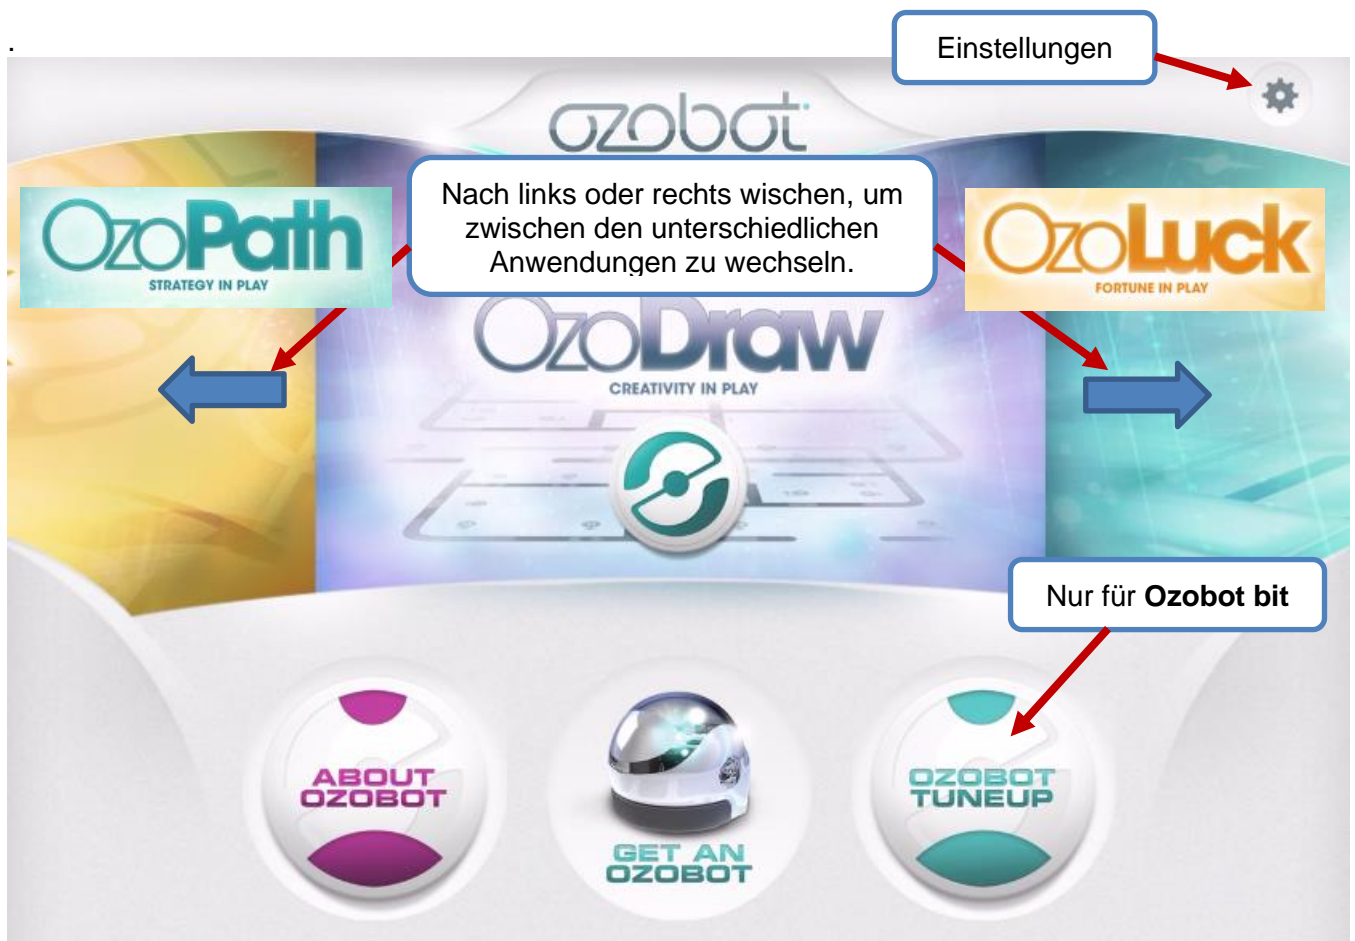 .
Einstellungen
ozobot
Nach links oder rechts wischen, um
zwischen den unterschiedlichen
Anwendungen zu wechseln.
OzoPath
STRATEGY IN PLAY
OzoLuck
FORTUNE IN PLAY
OzoDraw
CREATIVITY IN PLAY
Nur für Ozobot bit
ABOUT
OZOBOT
GET AN
OZOBOT
OZOBOT
TUNEUP